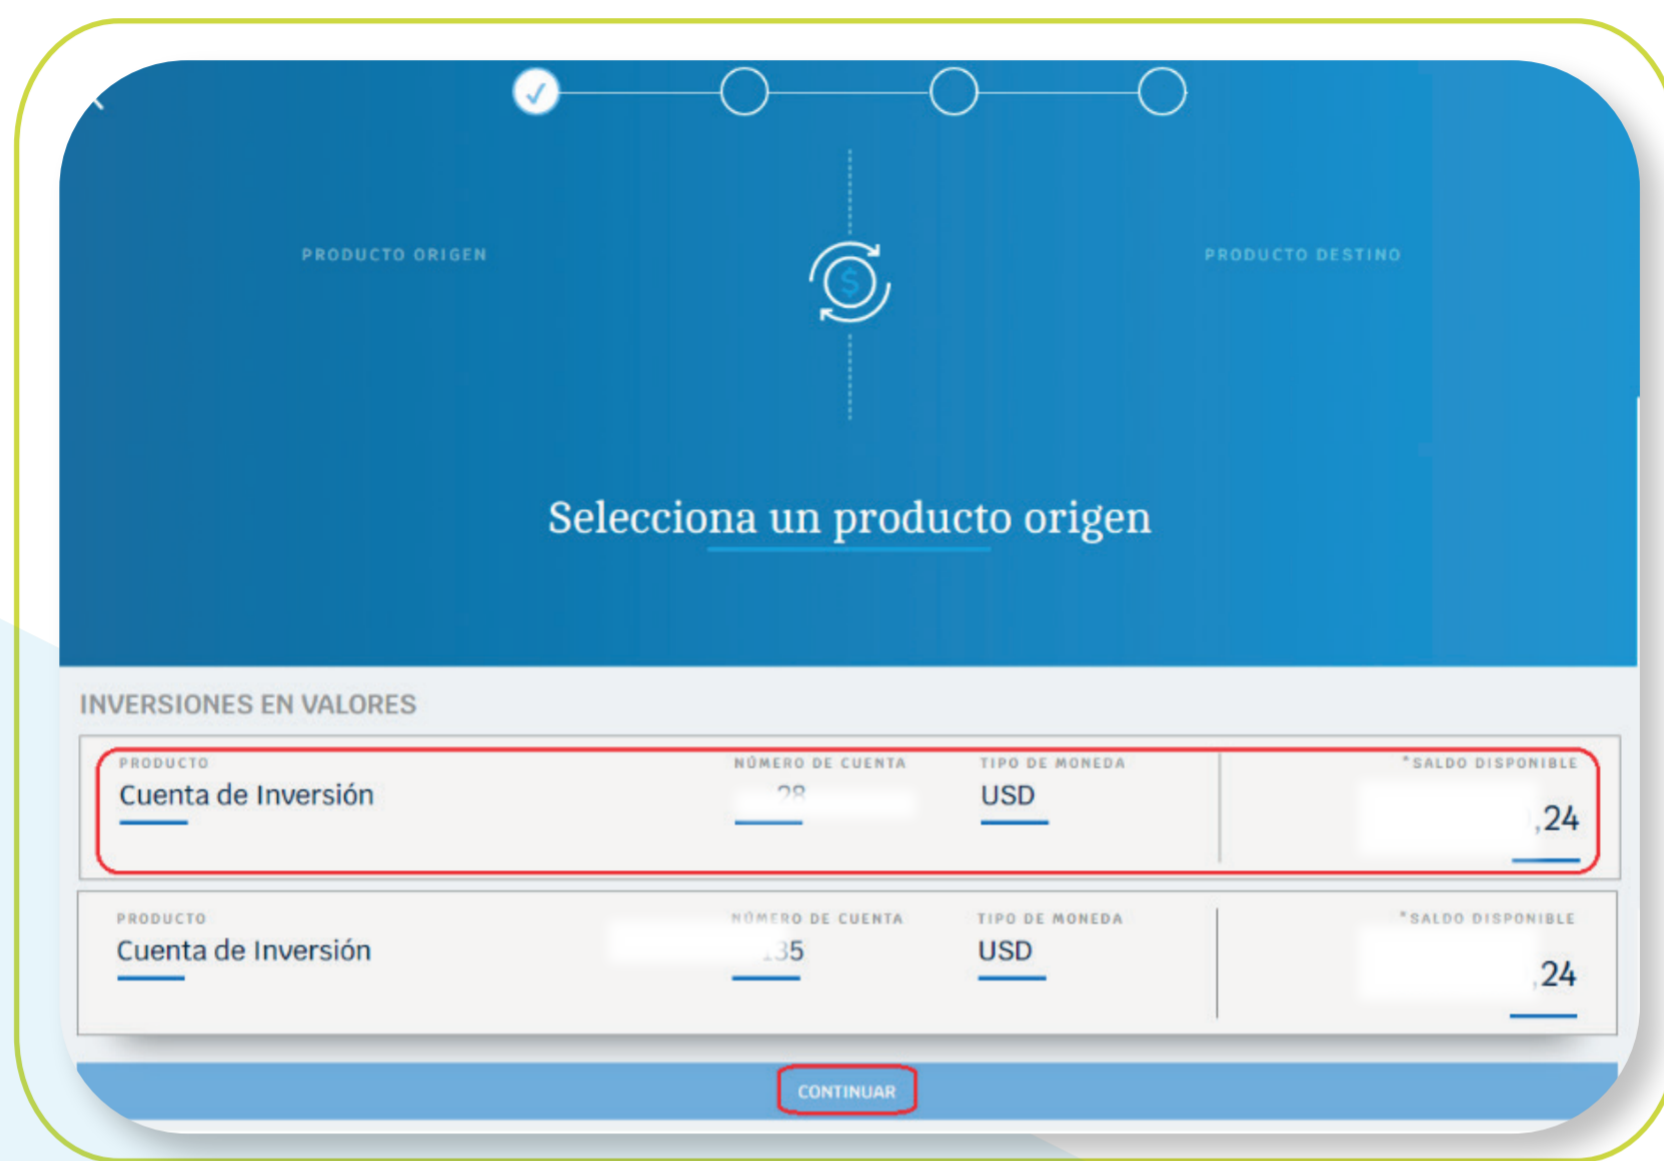 PRODUCTO ORIGEN
$
PRODUCTO DESTINO
Selecciona un producto origen
INVERSIONES EN VALORES
PRODUCTO NÚMERO DE CUENTA TIPO DE MONEDA *SALDO DISPONIBLE
Cuenta de Inversión 28 USD ,24
PRODUCTO NÚMERO DE CUENTA TIPO DE MONEDA *SALDO DISPONIBLE
Cuenta de Inversión 135 USD ,24
CONTINUAR